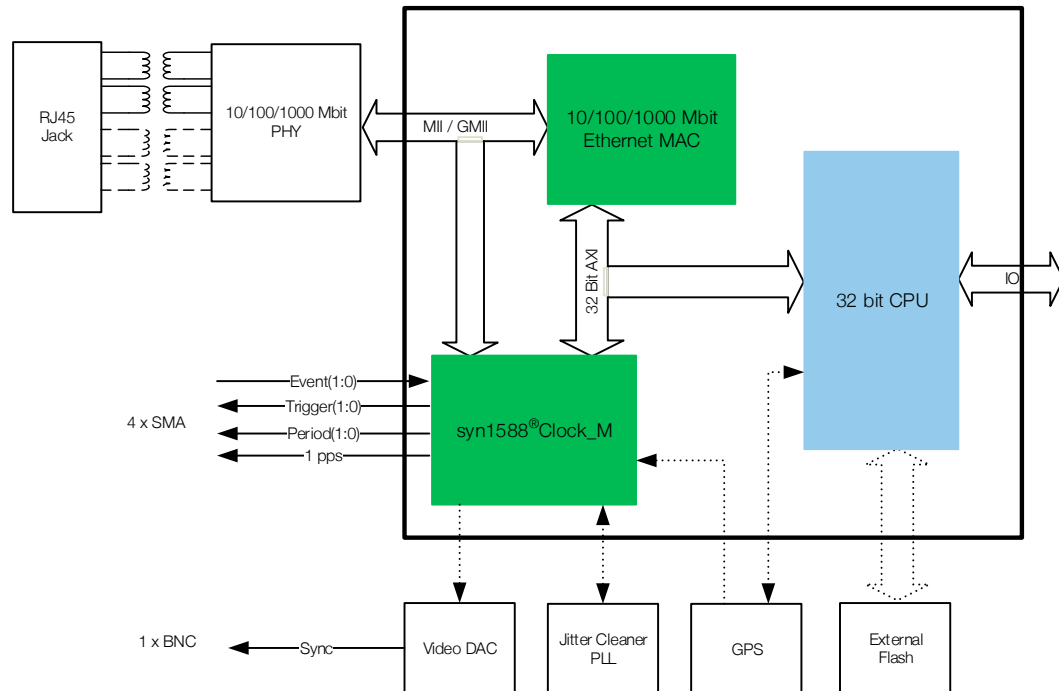 RJ45
Jack
10/100/1000 Mbit
PHY
MII / GMII
10/100/1000 Mbit
Ethernet MAC
32 Bit AXI
32 bit CPU
IO
4 x SMA
Event(1:0)
Trigger(1:0)
Period(1:0)
1 pps
syn1588®Clock_M
1 x BNC
Sync
Video DAC
Jitter Cleaner
PLL
GPS
External
Flash